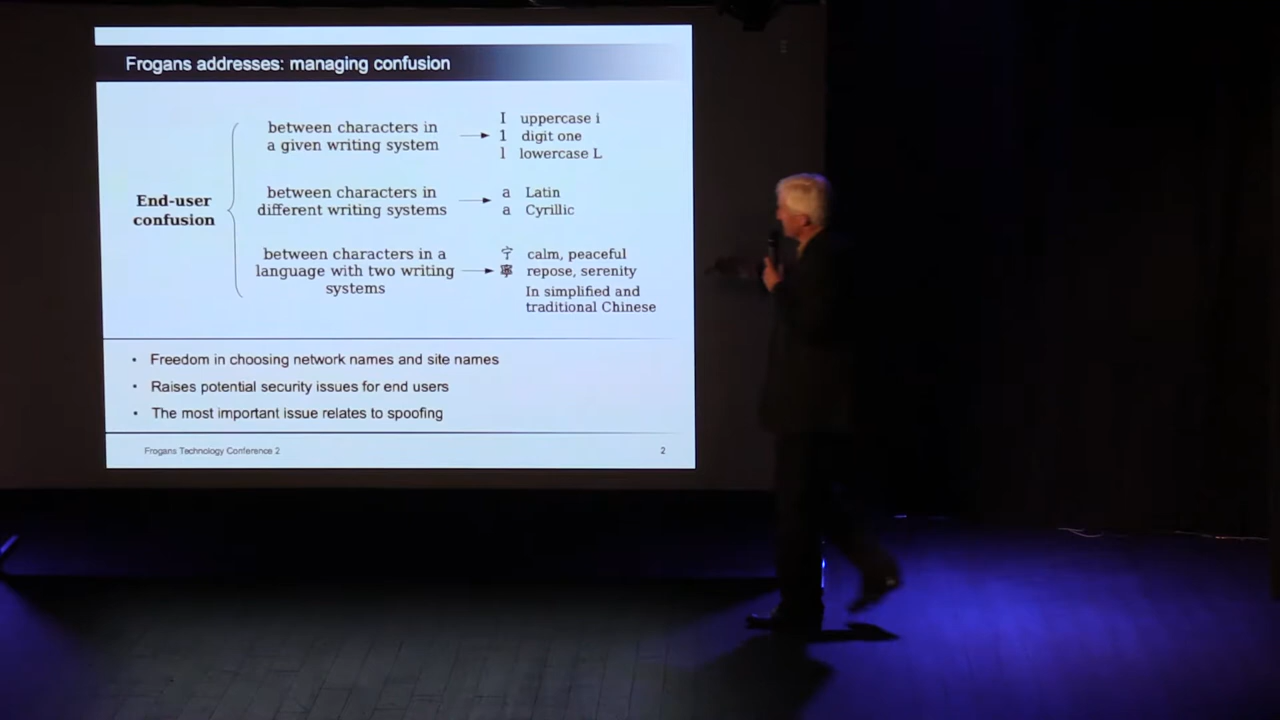 Frogans addresses: managing confusion
End-user
confusion
between characters in
a given writing system
I uppercase i
1 digit one
l lowercase L
between characters in
different writing systems
a Latin
а Cyrillic
between characters in a
language with two writing
systems
宁 calm, peaceful
寧 repose, serenity
In simplified and
traditional Chinese
• Freedom in choosing network names and site names
• Raises potential security issues for end users
• The most important issue relates to spoofing
Frogans Technology Conference 2
2